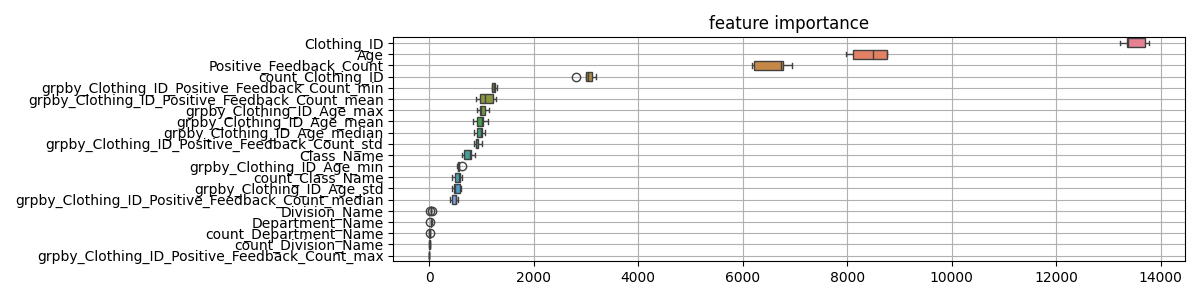 feature importance
Clothing_ID
Age
Positive_Feedback_Count
count_Clothing_ID
grpby_Clothing_ID_Positive_Feedback_Count_min
grpby_Clothing_ID_Positive_Feedback_Count_mean
grpby_Clothing_ID_Age_max
grpby_Clothing_ID_Age_mean
grpby_Clothing_ID_Age_median
grpby_Clothing_ID_Positive_Feedback_Count_std
Class_Name
grpby_Clothing_ID_Age_min
count_Class_Name
grpby_Clothing_ID_Age_std
grpby_Clothing_ID_Positive_Feedback_Count_median
Division_Name
Department_Name
count_Department_Name
count_Division_Name
grpby_Clothing_ID_Positive_Feedback_Count_max
0 2000 4000 6000 8000 10000 12000 14000